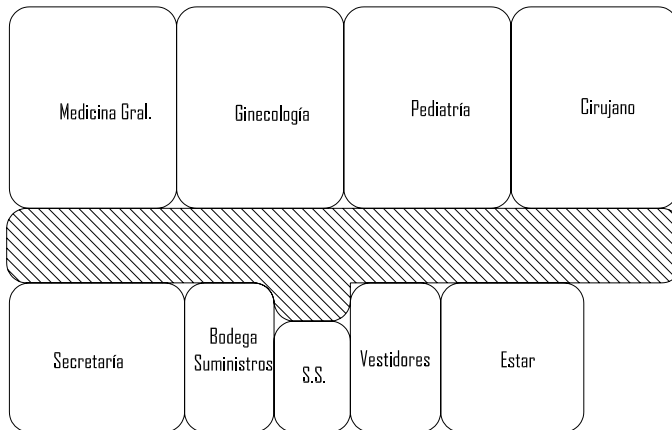 Medicina Gral.
Ginecología
Pediatría
Cirujano
Secretaría
Bodega
Suministros
S.S.
Vestidores
Estar